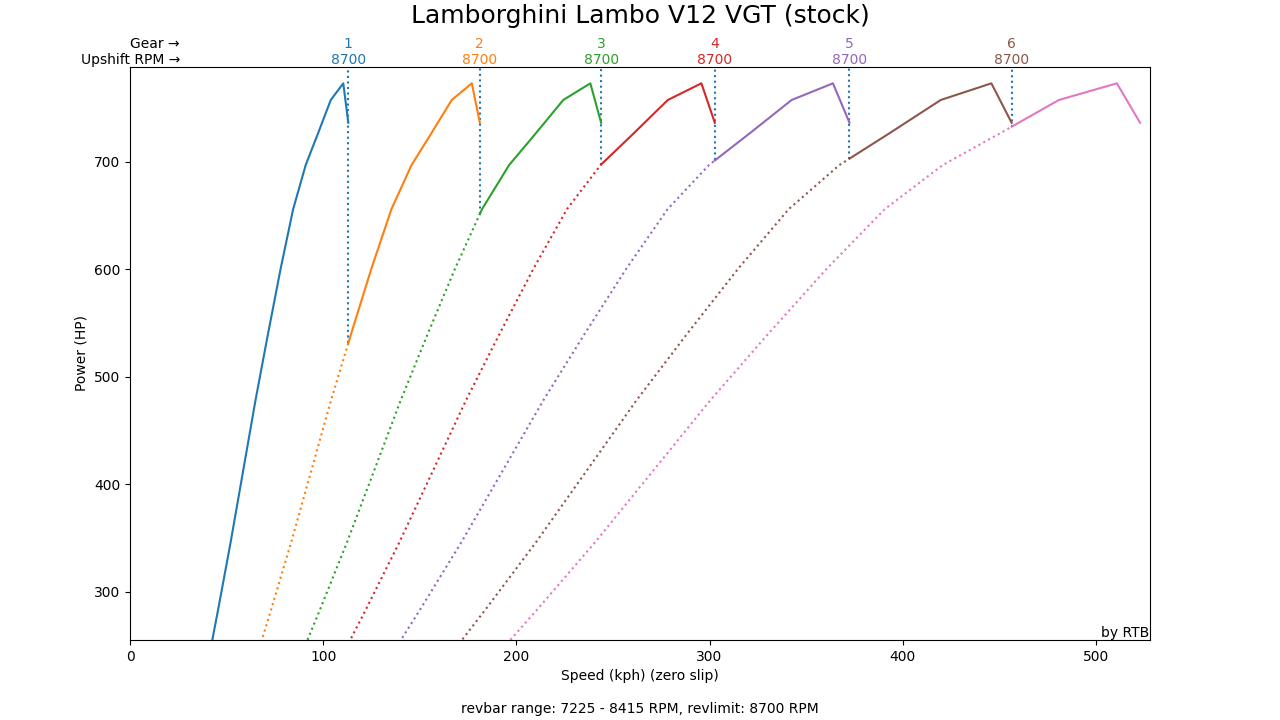 Lamborghini Lambo V12 VGT (stock)
Gear → 1 2 3 4 5 6
Upshift RPM → 8700 8700 8700 8700 8700 8700
700
600
500
400
300
Power (HP)
by RTB
0 100 200 300 400 500
Speed (kph) (zero slip)
revbar range: 7225 - 8415 RPM, revlimit: 8700 RPM